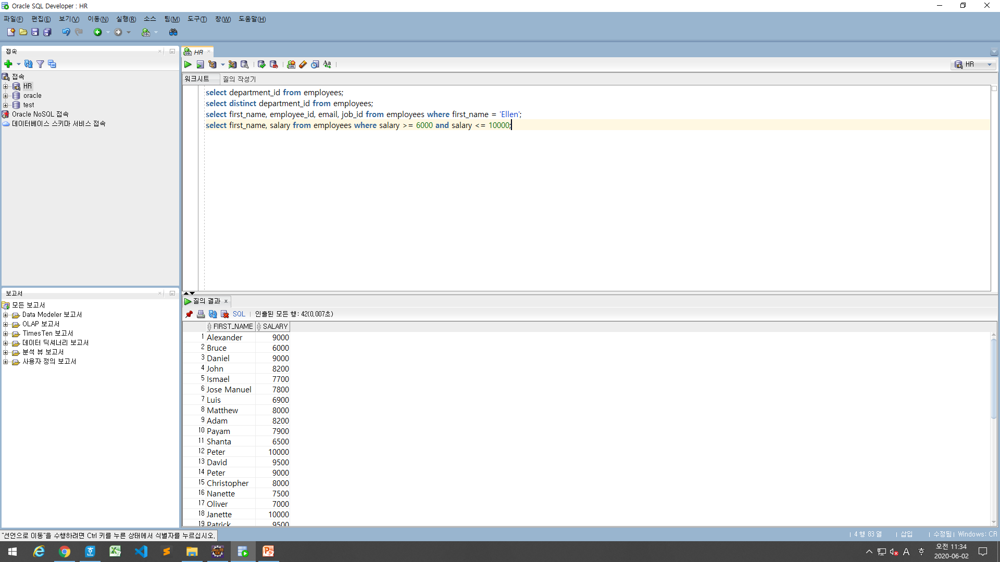 Oracle SQL Developer : HR
파일(F) 편집(E) 보기(V) 이동(N) 실행(R) 소스 팀(M) 도구(T) 창(W) 도움말(H)
접속
접속
HR
oracle
test
Oracle NoSQL 접속
데이터베이스 스키마 서비스 접속
보고서
모든 보고서
Data Modeler 보고서
OLAP 보고서
TimesTen 보고서
데이터 딕셔너리 보고서
분석 뷰 보고서
사용자 정의 보고서
HR
HR
워크시트 질의 작성기
select department_id from employees;
select distinct department_id from employees;
select first_name, employee_id, email, job_id from employees where first_name = 'Ellen';
select first_name, salary from employees where salary >= 6000 and salary <= 10000;
질의 결과 x
SQL | 인출된 모든 행: 42(0,007초)
FIRST_NAME SALARY
1 Alexander 9000
2 Bruce 6000
3 Daniel 9000
4 John 8200
5 Ismael 7700
6 Jose Manuel 7800
7 Luis 6900
8 Matthew 8000
9 Adam 8200
10 Payam 7900
11 Shanta 6500
12 Peter 10000
13 David 9500
14 Peter 9000
15 Christopher 8000
16 Nanette 7500
17 Oliver 7000
18 Janette 10000
19 Patrick 9500
"선언으로 이동"을 수행하려면 Ctrl 키를 누른 상태에서 식별자를 누르십시오.
4 행 83 열 | 삽입 | 수정됨 | Windows: CR
A 호 오전 11:34
2020-06-02